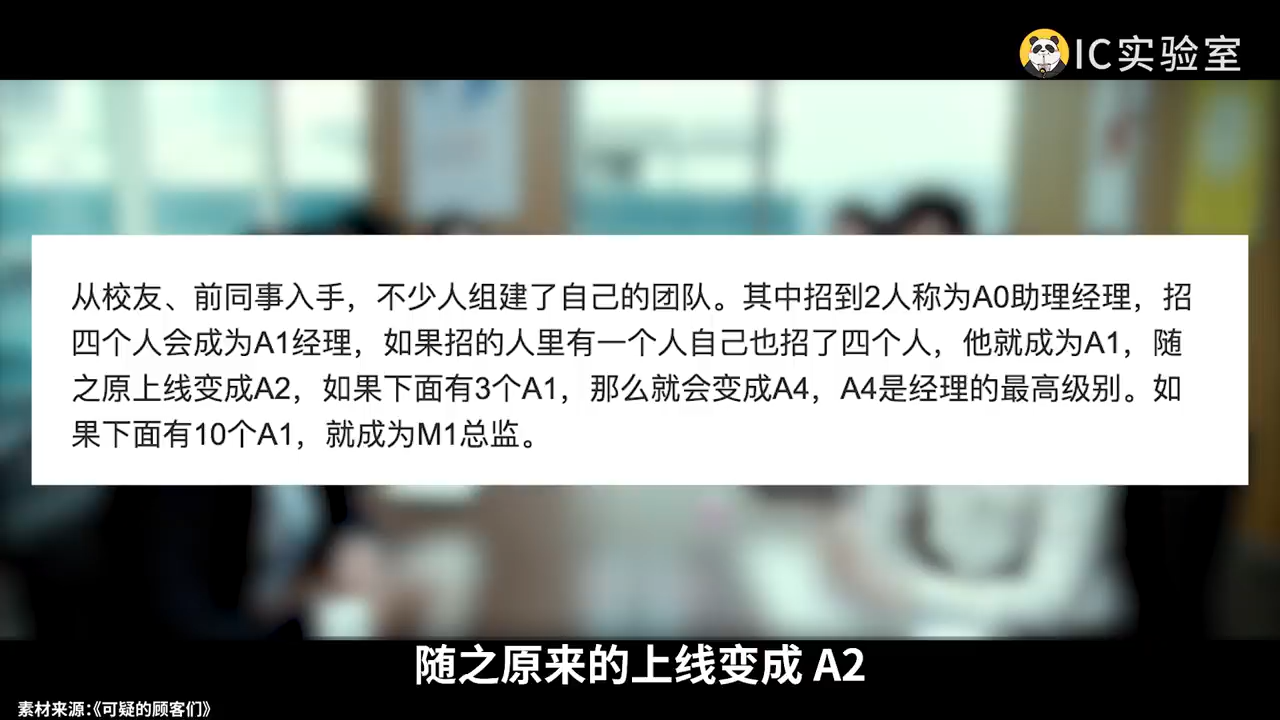 IC实验室
从校友、前同事入手，不少人组建了自己的团队。其中招到2人称为A0助理经理，招
四个人会成为A1经理，如果招的人里有一个人自己也招了四个人，他就成为A1，随
之原上线变成A2，如果下面有3个A1，那么就会变成A4，A4是经理的最高级别。如
果下面有10个A1，就成为M1总监。
随之原来的上线变成 A2
素材来源：《可疑的顾客们》